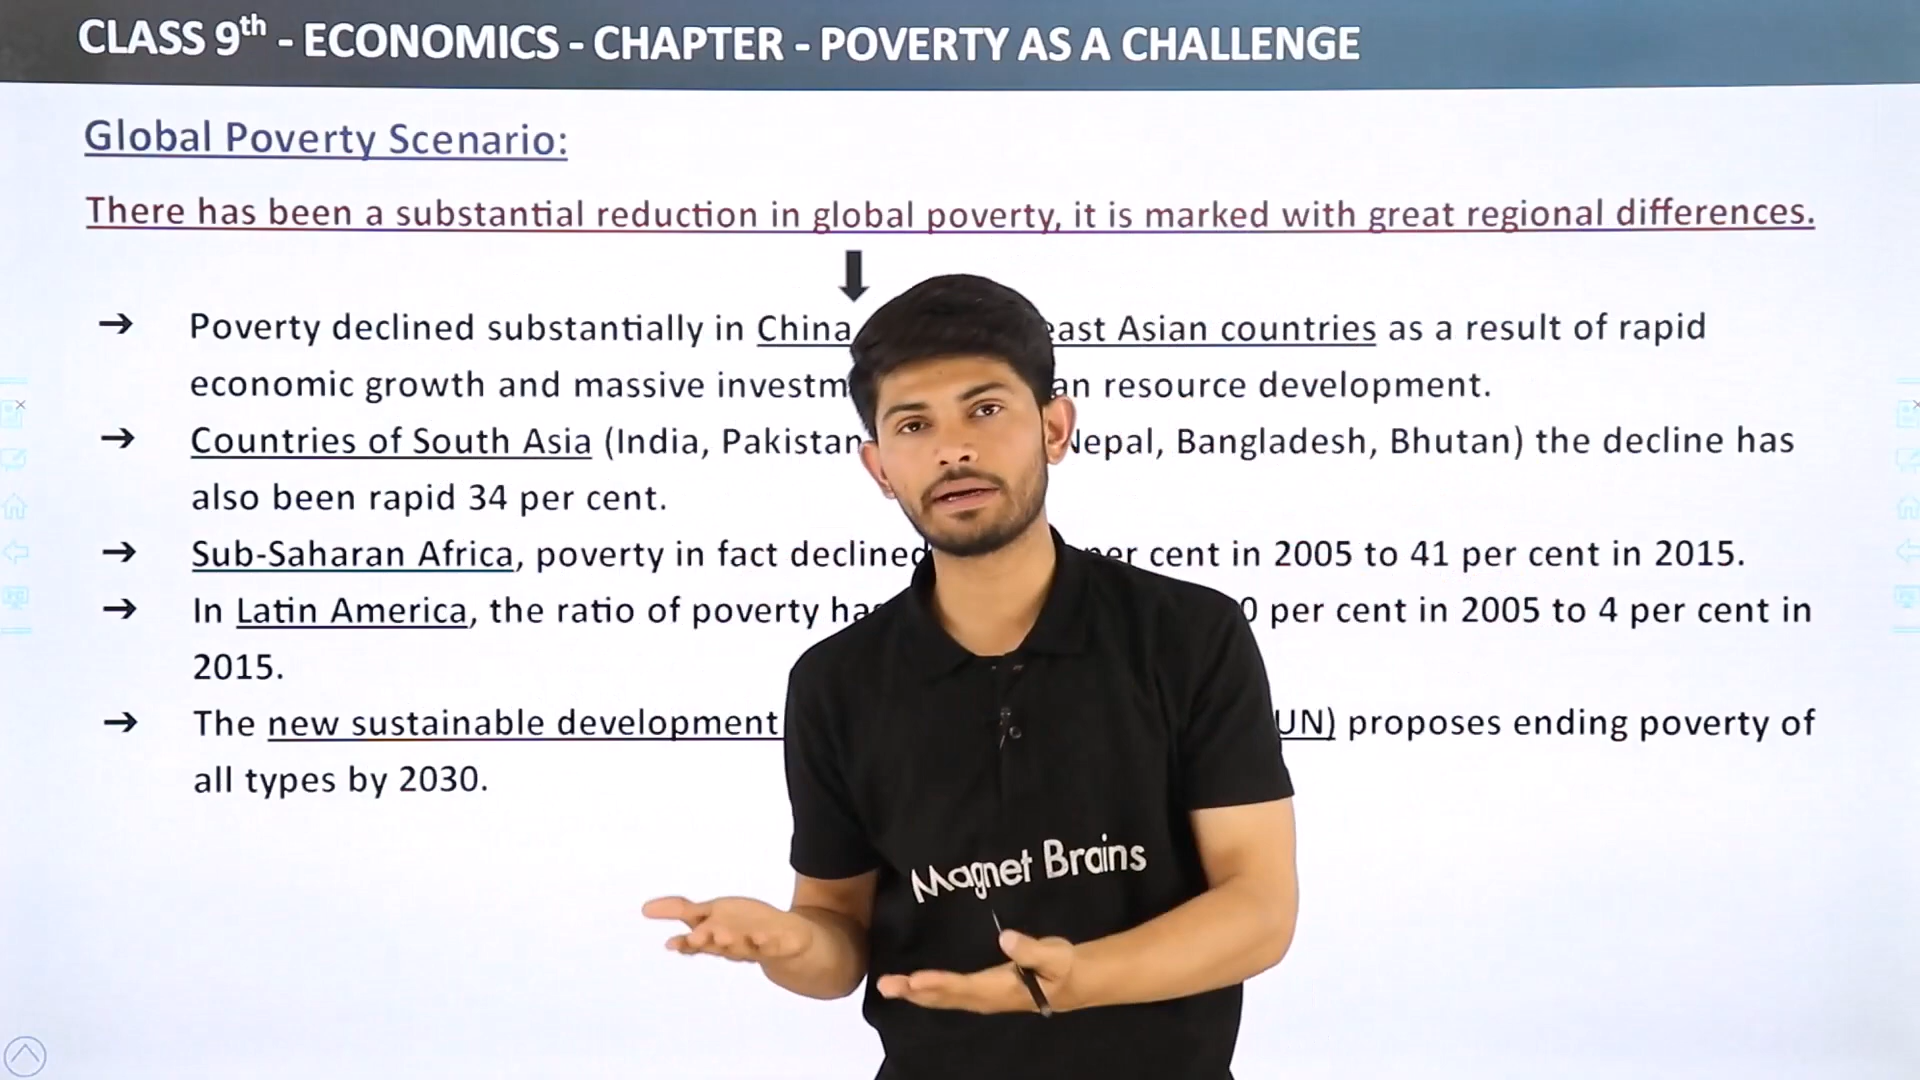 CLASS 9th - ECONOMICS - CHAPTER - POVERTY AS A CHALLENGE
Global Poverty Scenario:
There has been a substantial reduction in global poverty, it is marked with great regional differences.
➔ Poverty declined substantially in China Asian countries as a result of rapid
economic growth and massive resource development.
➔ Countries of South Asia (India, Pakistan Nepal, Bangladesh, Bhutan) the decline has
also been rapid 34 per cent.
➔ Sub-Saharan Africa, poverty in fact declined cent in 2005 to 41 per cent in 2015.
➔ In Latin America, the ratio of poverty per cent in 2005 to 4 per cent in
2015.
➔ The new sustainable development UN) proposes ending poverty of
all types by 2030.
Magnet Brains